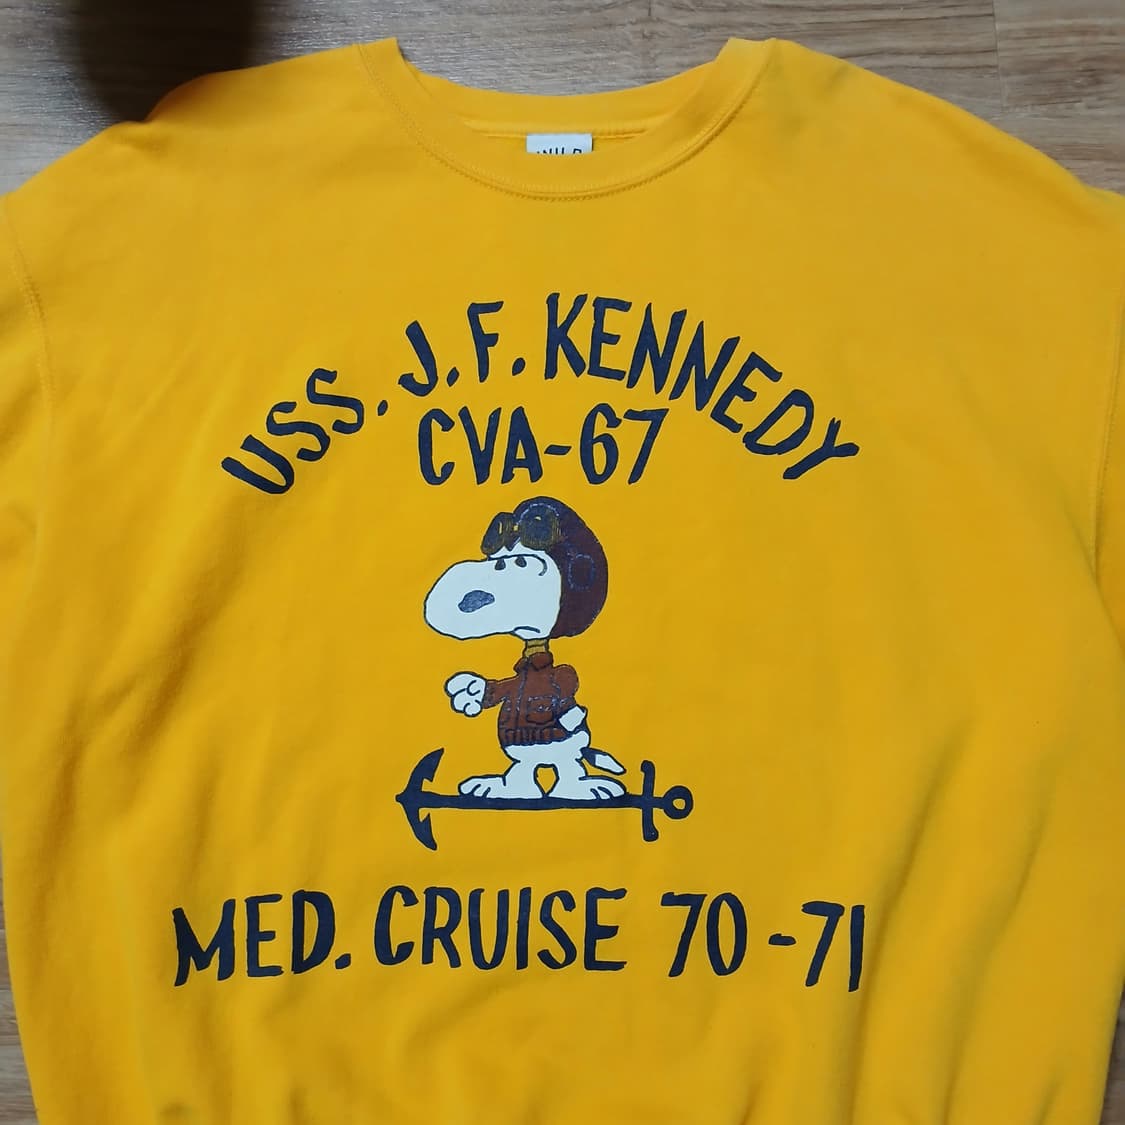 USS. J.F. KENNEDY
CVA-67
MED. CRUISE 70-71